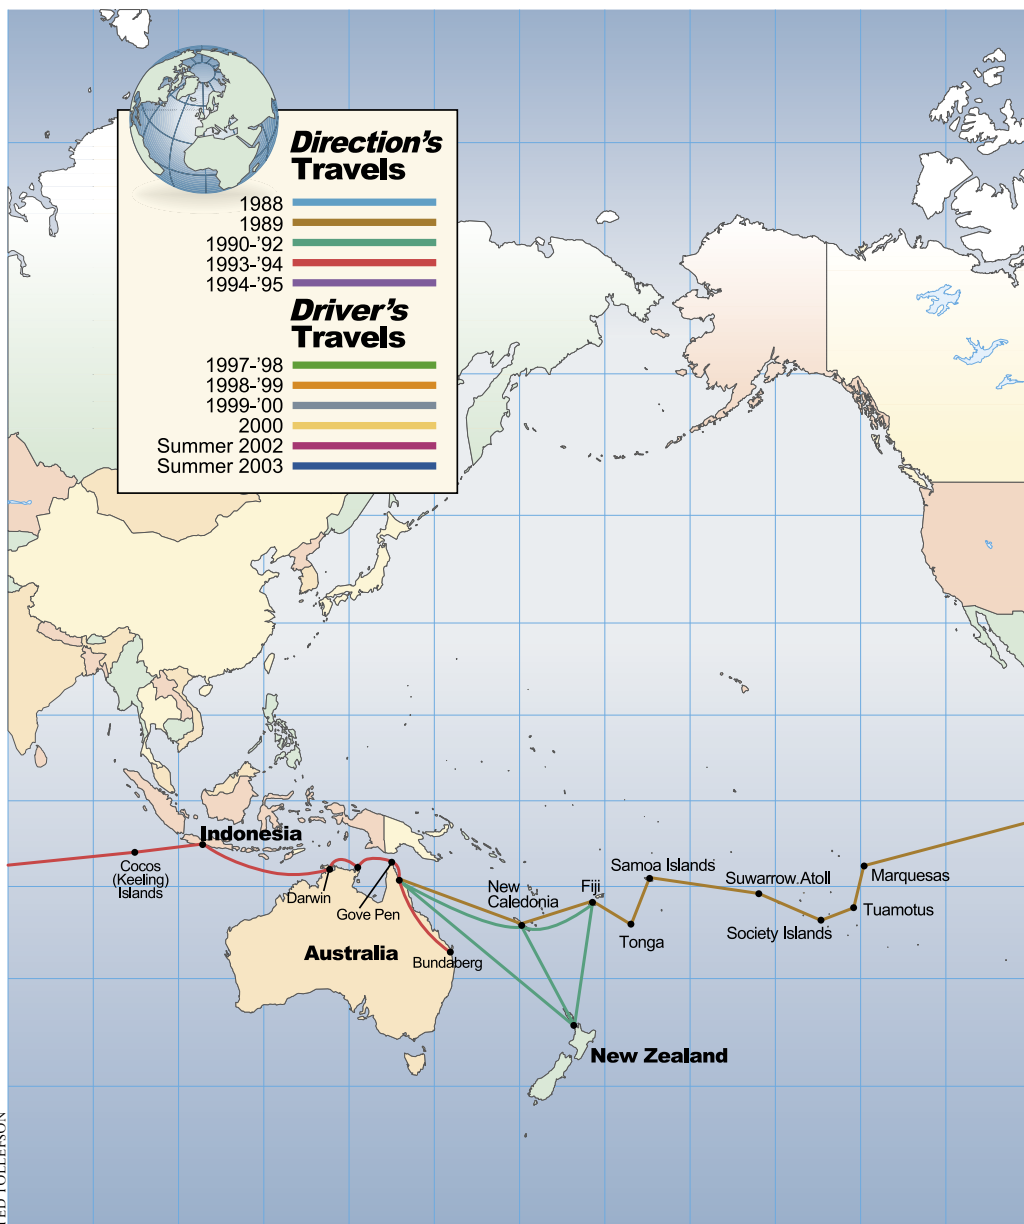 Direction's
Travels
1988
1989
1990-'92
1993-'94
1994-'95
Driver's
Travels
1997-'98
1998-'99
1999-'00
2000
Summer 2002
Summer 2003
Indonesia
Cocos
(Keeling)
Islands
Darwin
Gove Pen
Australia
Bundaberg
New
Caledonia
Fiji
Samoa Islands
Tonga
Suwarrow Atoll
Society Islands
Marquesas
Tuamotus
New Zealand
TED TOLLEFSON